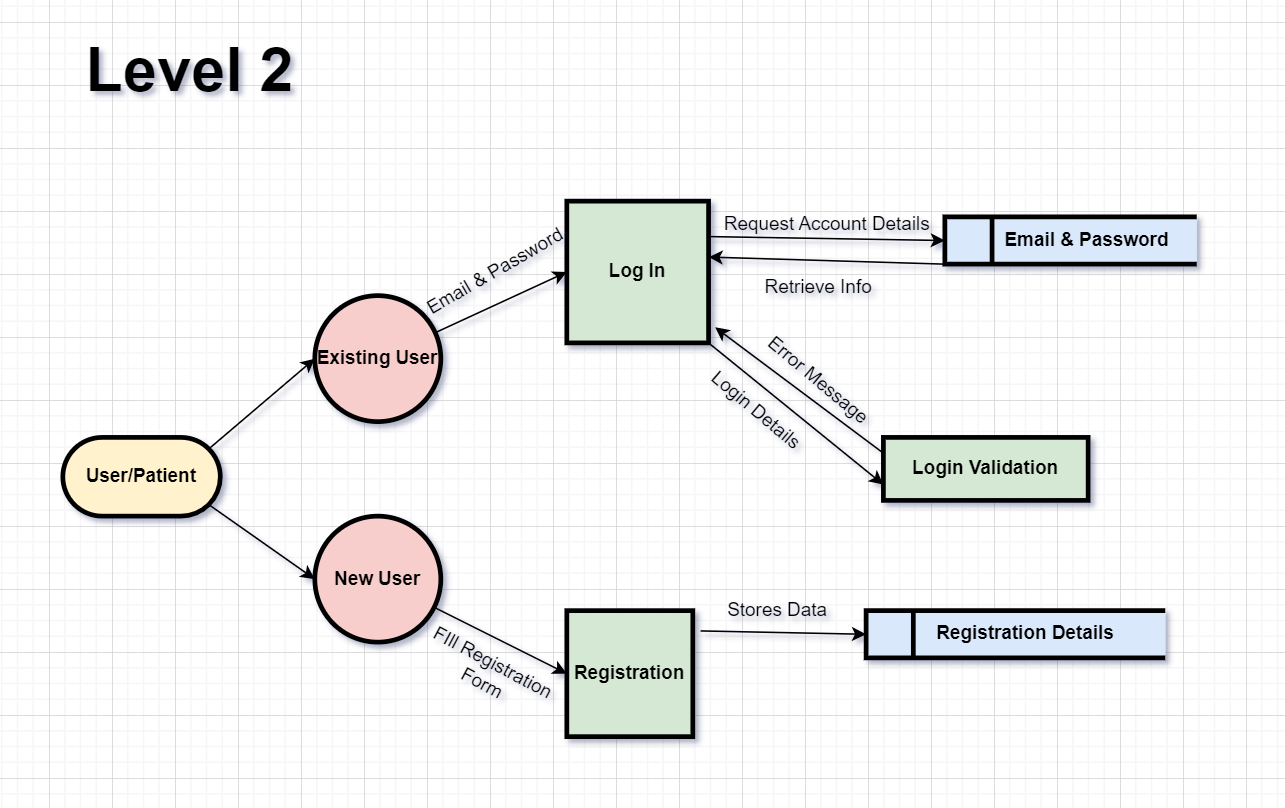 Level 2
Request Account Details
Email & Password
Email & Password
Log In
Retrieve Info
Existing User
Error Message
Login Details
User/Patient
Login Validation
New User
Stores Data
FIll Registration
Form
Registration
Registration Details